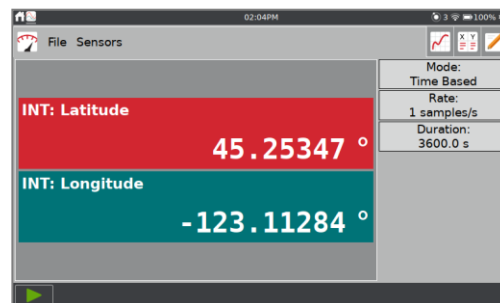 02:04PM
3
100%
File Sensors
X Y
Mode:
Time Based
Rate:
1 samples/s
Duration:
3600.0 s
INT: Latitude
45.25347 °
INT: Longitude
-123.11284 °